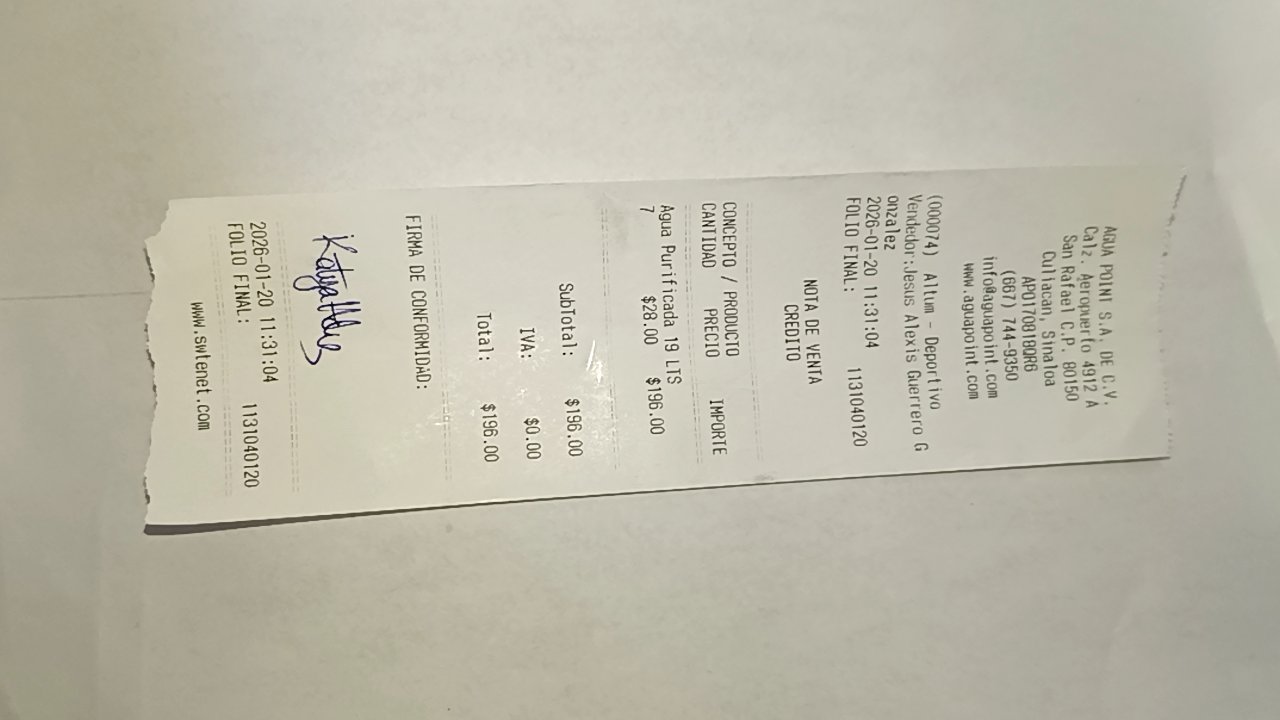 AGUA POINT S.A. DE C.V.
Calz. Aeropuerto 4912 A
San Rafael C.P. 80150
Culiacan, Sinaloa
APO170818QR6
(667) 744-9350
info@aguapoint.com
www.aguapoint.com
(000074) Altum - Deportivo
Vendedor:Jesus Alexis Guerrero G
onzalez
2026-01-20 11:31:04
FOLIO FINAL: 1131040120
NOTA DE VENTA
CREDITO
CONCEPTO / PRODUCTO
CANTIDAD PRECIO IMPORTE
Agua Purificada 19 LTS
7 $28.00 $196.00
SubTotal: $196.00
IVA: $0.00
Total: $196.00
FIRMA DE CONFORMIDAD:
2026-01-20 11:31:04
FOLIO FINAL: 1131040120
www.swtenet.com